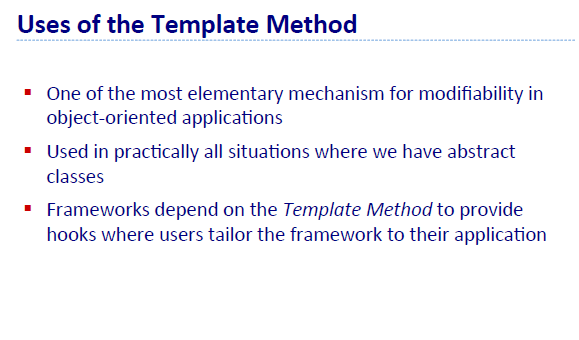 Uses of the Template Method
One of the most elementary mechanism for modifiability in
object-oriented applications
Used in practically all situations where we have abstract
classes
Frameworks depend on the Template Method to provide
hooks where users tailor the framework to their application